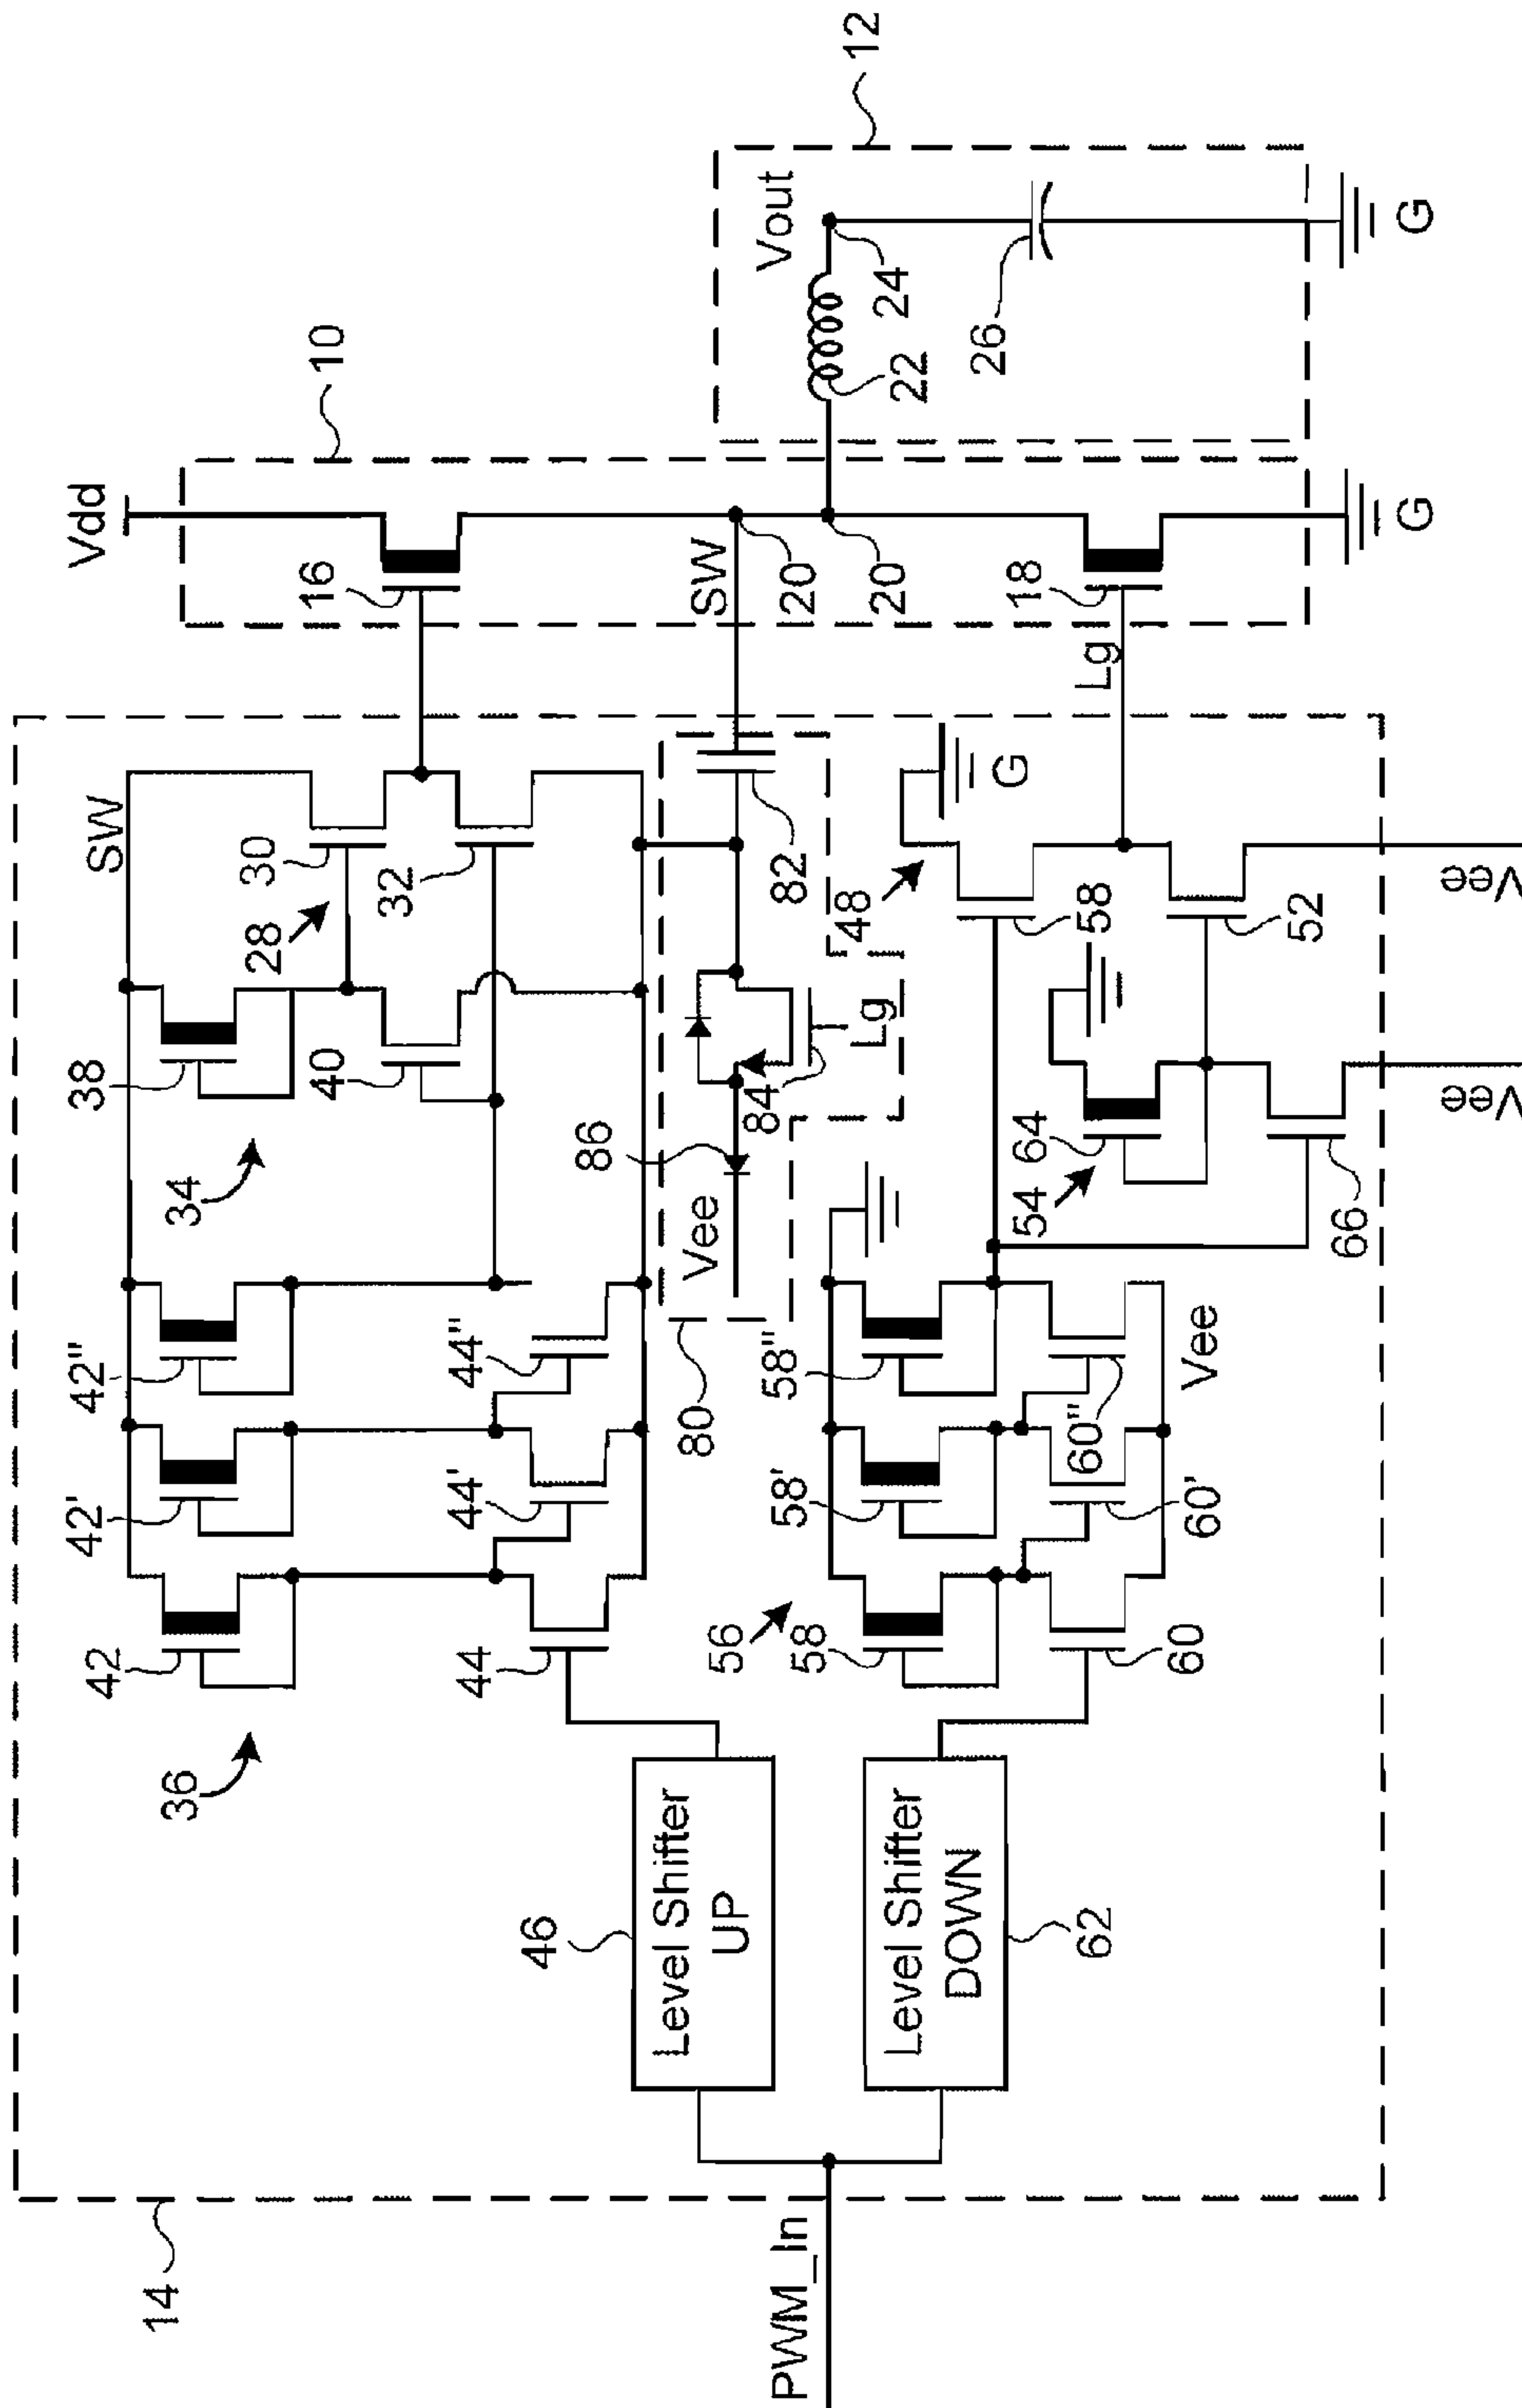 14
PWM_In
36
34
42
42'
42"
38
SW
28
30
16
Vdd
10
40
32
44
44'
44"
46
Level Shifter
UP
80
Vee
86
84
Lg
82
SW
20
20
22
24
Vout
26
12
G
Level Shifter
DOWN
62
56
58
58'
58"
60
60'
60"
Vee
48
G
58
54
64
66
52
Lg
18
G
Vee
Vee